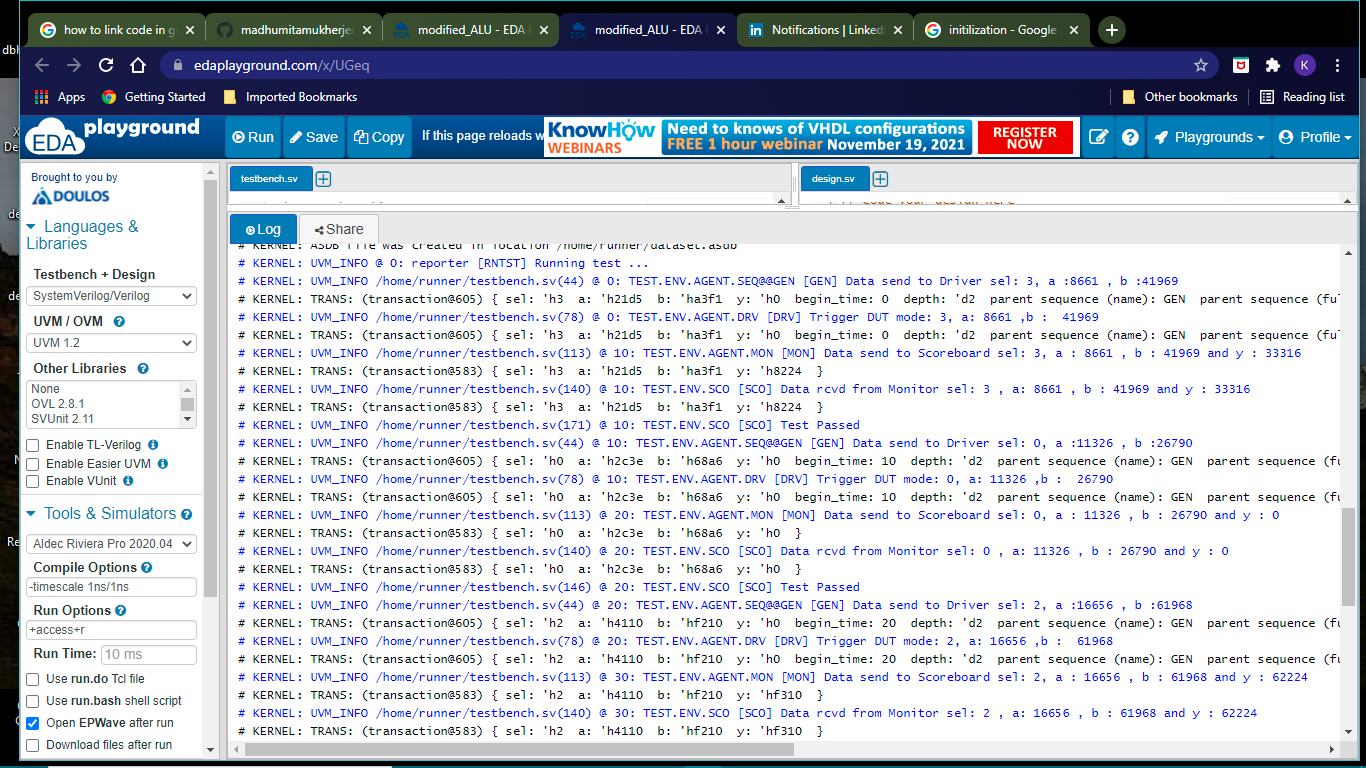 how to link code in g
madhumitamukherjee
modified_ALU - EDA
modified_ALU - EDA
Notifications | Linked
initilization - Google
edaplayground.com/x/UGeq
K
Apps
Getting Started
Imported Bookmarks
Other bookmarks
Reading list
EDA playground
Run
Save
Copy
If this page reloads w
KnowHow WEBINARS
Need to knows of VHDL configurations
FREE 1 hour webinar November 19, 2021
REGISTER NOW
Playgrounds
Profile
Brought to you by
DOULOS
Languages & Libraries
Testbench + Design
SystemVerilog/Verilog
UVM / OVM
UVM 1.2
Other Libraries
None
OVL 2.8.1
SVUnit 2.11
Enable TL-Verilog
Enable Easier UVM
Enable VUnit
Tools & Simulators
Aldec Riviera Pro 2020.04
Compile Options
-timescale 1ns/1ns
Run Options
+access+r
Run Time: 10 ms
Use run.do Tcl file
Use run.bash shell script
Open EPWave after run
Download files after run
testbench.sv
design.sv
Log
Share
# KERNEL: ASDB file was created in location /home/runner/dataset.asdb
# KERNEL: UVM_INFO @ 0: reporter [RNTST] Running test ...
# KERNEL: UVM_INFO /home/runner/testbench.sv(44) @ 0: TEST.ENV.AGENT.SEQ@@GEN [GEN] Data send to Driver sel: 3, a :8661 , b :41969
# KERNEL: TRANS: (transaction@605) { sel: 'h3 a: 'h21d5 b: 'ha3f1 y: 'h0 begin_time: 0 depth: 'd2 parent sequence (name): GEN parent sequence (ful
# KERNEL: UVM_INFO /home/runner/testbench.sv(78) @ 0: TEST.ENV.AGENT.DRV [DRV] Trigger DUT mode: 3, a: 8661 ,b : 41969
# KERNEL: TRANS: (transaction@605) { sel: 'h3 a: 'h21d5 b: 'ha3f1 y: 'h0 begin_time: 0 depth: 'd2 parent sequence (name): GEN parent sequence (ful
# KERNEL: UVM_INFO /home/runner/testbench.sv(113) @ 10: TEST.ENV.AGENT.MON [MON] Data send to Scoreboard sel: 3, a : 8661 , b : 41969 and y : 33316
# KERNEL: TRANS: (transaction@583) { sel: 'h3 a: 'h21d5 b: 'ha3f1 y: 'h8224 }
# KERNEL: UVM_INFO /home/runner/testbench.sv(140) @ 10: TEST.ENV.SCO [SCO] Data rcvd from Monitor sel: 3 , a: 8661 , b : 41969 and y : 33316
# KERNEL: TRANS: (transaction@583) { sel: 'h3 a: 'h21d5 b: 'ha3f1 y: 'h8224 }
# KERNEL: UVM_INFO /home/runner/testbench.sv(171) @ 10: TEST.ENV.SCO [SCO] Test Passed
# KERNEL: UVM_INFO /home/runner/testbench.sv(44) @ 10: TEST.ENV.AGENT.SEQ@@GEN [GEN] Data send to Driver sel: 0, a :11326 , b :26790
# KERNEL: TRANS: (transaction@605) { sel: 'h0 a: 'h2c3e b: 'h68a6 y: 'h0 begin_time: 10 depth: 'd2 parent sequence (name): GEN parent sequence (fu
# KERNEL: UVM_INFO /home/runner/testbench.sv(78) @ 10: TEST.ENV.AGENT.DRV [DRV] Trigger DUT mode: 0, a: 11326 ,b : 26790
# KERNEL: TRANS: (transaction@605) { sel: 'h0 a: 'h2c3e b: 'h68a6 y: 'h0 begin_time: 10 depth: 'd2 parent sequence (name): GEN parent sequence (fu
# KERNEL: UVM_INFO /home/runner/testbench.sv(113) @ 20: TEST.ENV.AGENT.MON [MON] Data send to Scoreboard sel: 0, a : 11326 , b : 26790 and y : 0
# KERNEL: TRANS: (transaction@583) { sel: 'h0 a: 'h2c3e b: 'h68a6 y: 'h0 }
# KERNEL: UVM_INFO /home/runner/testbench.sv(140) @ 20: TEST.ENV.SCO [SCO] Data rcvd from Monitor sel: 0 , a: 11326 , b : 26790 and y : 0
# KERNEL: TRANS: (transaction@583) { sel: 'h0 a: 'h2c3e b: 'h68a6 y: 'h0 }
# KERNEL: UVM_INFO /home/runner/testbench.sv(146) @ 20: TEST.ENV.SCO [SCO] Test Passed
# KERNEL: UVM_INFO /home/runner/testbench.sv(44) @ 20: TEST.ENV.AGENT.SEQ@@GEN [GEN] Data send to Driver sel: 2, a :16656 , b :61968
# KERNEL: TRANS: (transaction@605) { sel: 'h2 a: 'h4110 b: 'hf210 y: 'h0 begin_time: 20 depth: 'd2 parent sequence (name): GEN parent sequence (fu
# KERNEL: UVM_INFO /home/runner/testbench.sv(78) @ 20: TEST.ENV.AGENT.DRV [DRV] Trigger DUT mode: 2, a: 16656 ,b : 61968
# KERNEL: TRANS: (transaction@605) { sel: 'h2 a: 'h4110 b: 'hf210 y: 'h0 begin_time: 20 depth: 'd2 parent sequence (name): GEN parent sequence (fu
# KERNEL: UVM_INFO /home/runner/testbench.sv(113) @ 30: TEST.ENV.AGENT.MON [MON] Data send to Scoreboard sel: 2, a : 16656 , b : 61968 and y : 62224
# KERNEL: TRANS: (transaction@583) { sel: 'h2 a: 'h4110 b: 'hf210 y: 'hf310 }
# KERNEL: UVM_INFO /home/runner/testbench.sv(140) @ 30: TEST.ENV.SCO [SCO] Data rcvd from Monitor sel: 2 , a: 16656 , b : 61968 and y : 62224
# KERNEL: TRANS: (transaction@583) { sel: 'h2 a: 'h4110 b: 'hf210 y: 'hf310 }